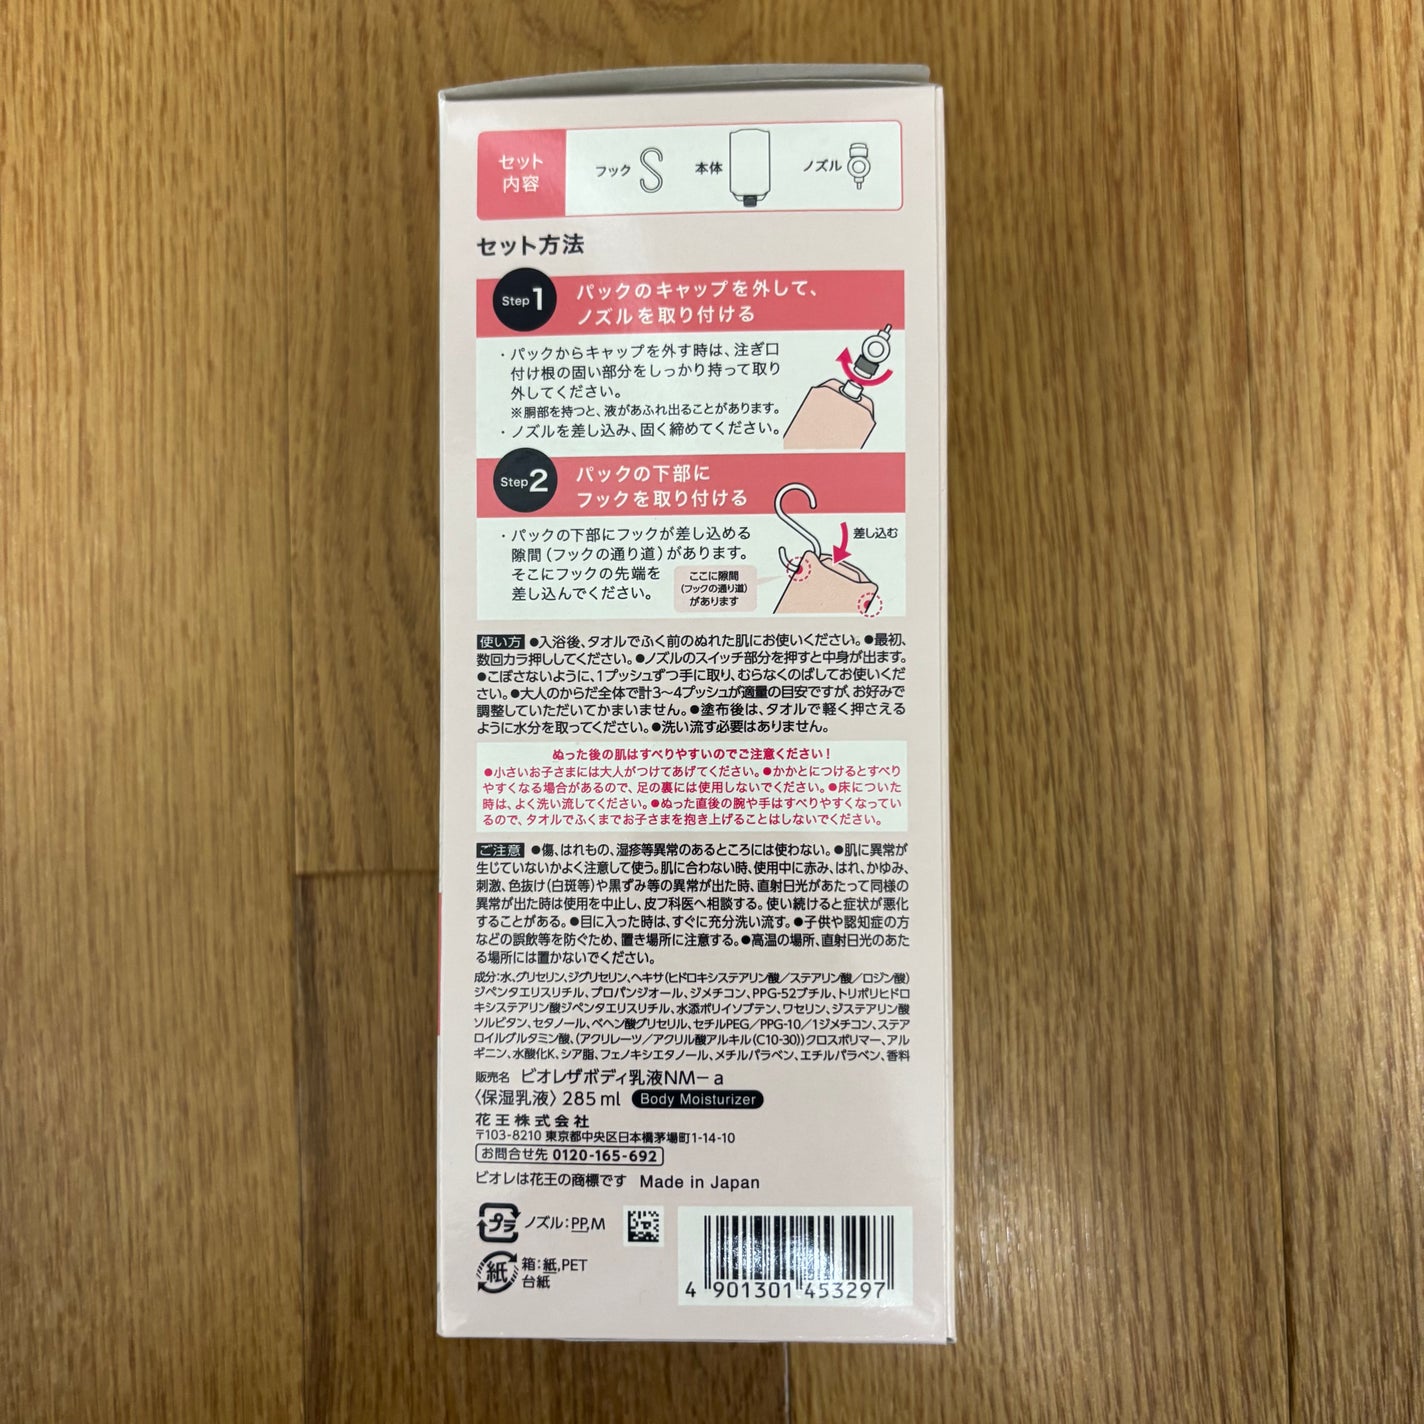 セット
内容
フック
本体
ノズル
セット方法
Step1
パックのキャップを外して、
ノズルを取り付ける
・パックからキャップを外す時は、注ぎ口
付け根の固い部分をしっかり持って取り
外してください。
※胴部を持つと、液があふれ出ることがあります。
・ノズルを差し込み、固く締めてください。
Step2
パックの下部に
フックを取り付ける
・パックの下部にフックが差し込める
隙間（フックの通り道）があります。
そこにフックの先端を
差し込んでください。
差し込む
ここに隙間
（フックの通り道）
があります
使い方 ●入浴後、タオルでふく前のぬれた肌にお使いください。●最初、
数回カラ押ししてください。●ノズルのスイッチ部分を押すと中身が出ます。
●こぼさないように、1プッシュずつ手に取り、むらなくのばしてお使いくだ
さい。●大人のからだ全体で計3〜4プッシュが適量の目安ですが、お好みで
調整していただいてかまいません。●塗布後は、タオルで軽く押さえる
ように水分を取ってください。●洗い流す必要はありません。
ぬった後の肌はすべりやすいのでご注意ください！
●小さいお子さまには大人がつけてあげてください。●かかとにつけるとすべり
やすくなる場合があるので、足の裏には使用しないでください。●床についた
時は、よく洗い流してください。●ぬった直後の腕や手はすべりやすくなってい
るので、タオルでふくまでお子さまを抱き上げることはしないでください。
ご注意 ●傷、はれもの、湿疹等異常のあるところには使わない。●肌に異常が
生じていないかよく注意して使う。肌に合わない時、使用中に赤み、はれ、かゆみ、
刺激、色抜け（白斑等）や黒ずみ等の異常が出た時、直射日光があたって同様の
異常が出た時は使用を中止し、皮フ科医へ相談する。使い続けると症状が悪化
することがある。●目に入った時は、すぐに充分洗い流す。●子供や認知症の方
などの誤飲等を防ぐため、置き場所に注意する。●高温の場所、直射日光のあた
る場所には置かないでください。
成分：水、グリセリン、ジグリセリン、ヘキサ（ヒドロキシステアリン酸／ステアリン酸／ロジン酸）
ジペンタエリスリチル、プロパンジオール、ジメチコン、PPG-52ブチル、トリポリヒドロ
キシステアリン酸ジペンタエリスリチル、水添ポリイソブテン、ワセリン、ジステアリン酸
ソルビタン、セタノール、ベヘン酸グリセリル、セチルPEG／PPG-10／1ジメチコン、ステア
ロイルグルタミン酸、（アクリレーツ／アクリル酸アルキル（C10-30））クロスポリマー、アル
ギニン、水酸化K、シア脂、フェノキシエタノール、メチルパラベン、エチルパラベン、香料
販売名 ビオレザボディ乳液NM－a
〈保湿乳液〉285ml Body Moisturizer
花王株式会社
〒103-8210 東京都中央区日本橋茅場町1-14-10
お問合せ先 0120-165-692
ビオレは花王の商標です Made in Japan
プラ ノズル：PP,M
紙 箱：紙,PET
台紙
4 901301 453297